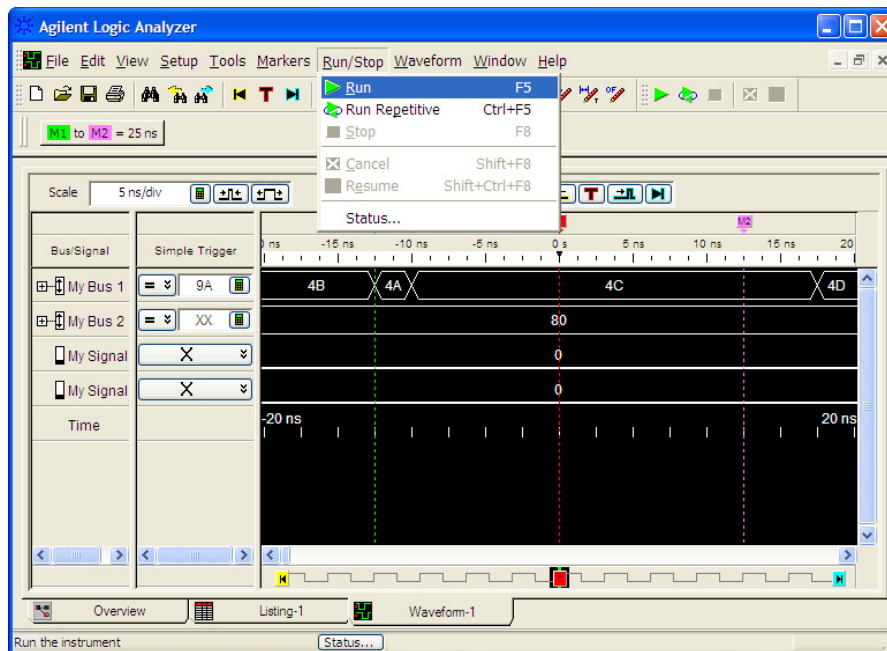 Agilent Logic Analyzer
File Edit View Setup Tools Markers Run/Stop Waveform Window Help
Run F5
Run Repetitive Ctrl+F5
Stop F8
Cancel Shift+F8
Resume Shift+Ctrl+F8
Status...
M1 to M2 = 25 ns
Scale 5 ns/div
M2
Bus/Signal Simple Trigger ns -15 ns -10 ns -5 ns 0 s 5 ns 10 ns 15 ns 20
My Bus 1 = 9A 4B 4A 4C 4D
My Bus 2 = XX 80
My Signal X 0
My Signal X 0
Time -20 ns 20 ns
Overview Listing-1 Waveform-1
Run the instrument Status...